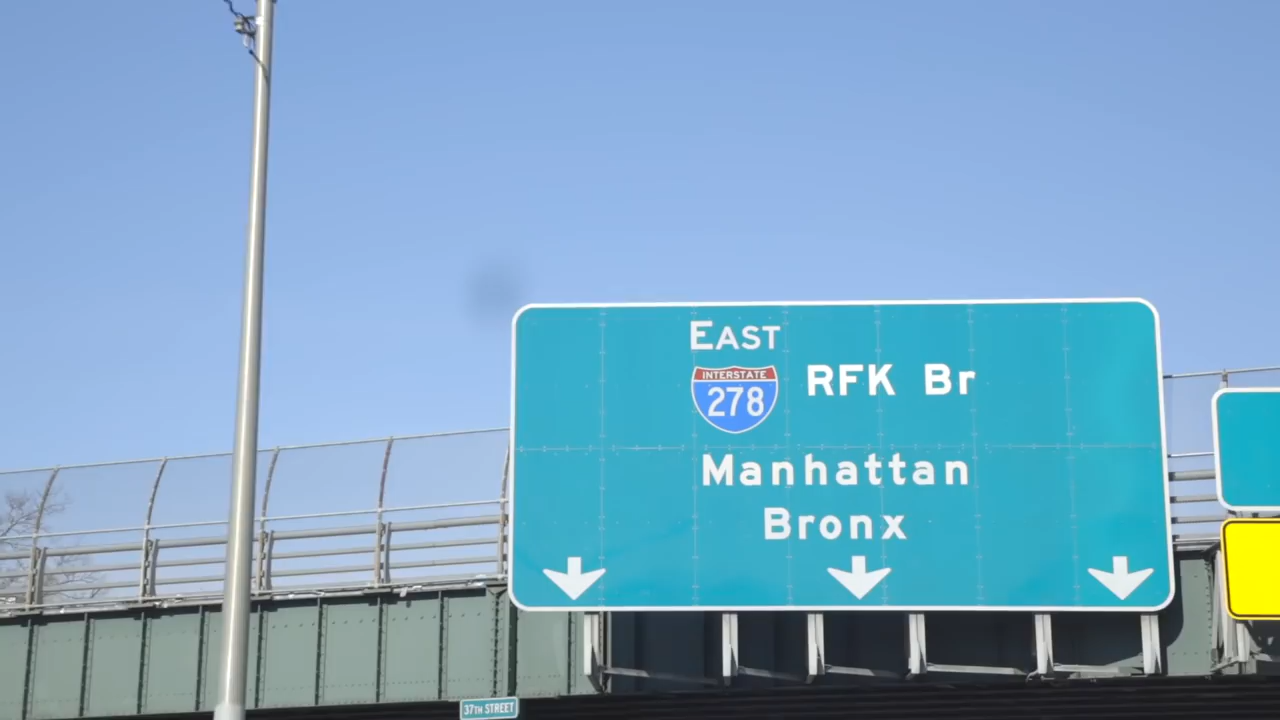 EAST
INTERSTATE
278
RFK Br
Manhattan
Bronx
37TH STREET